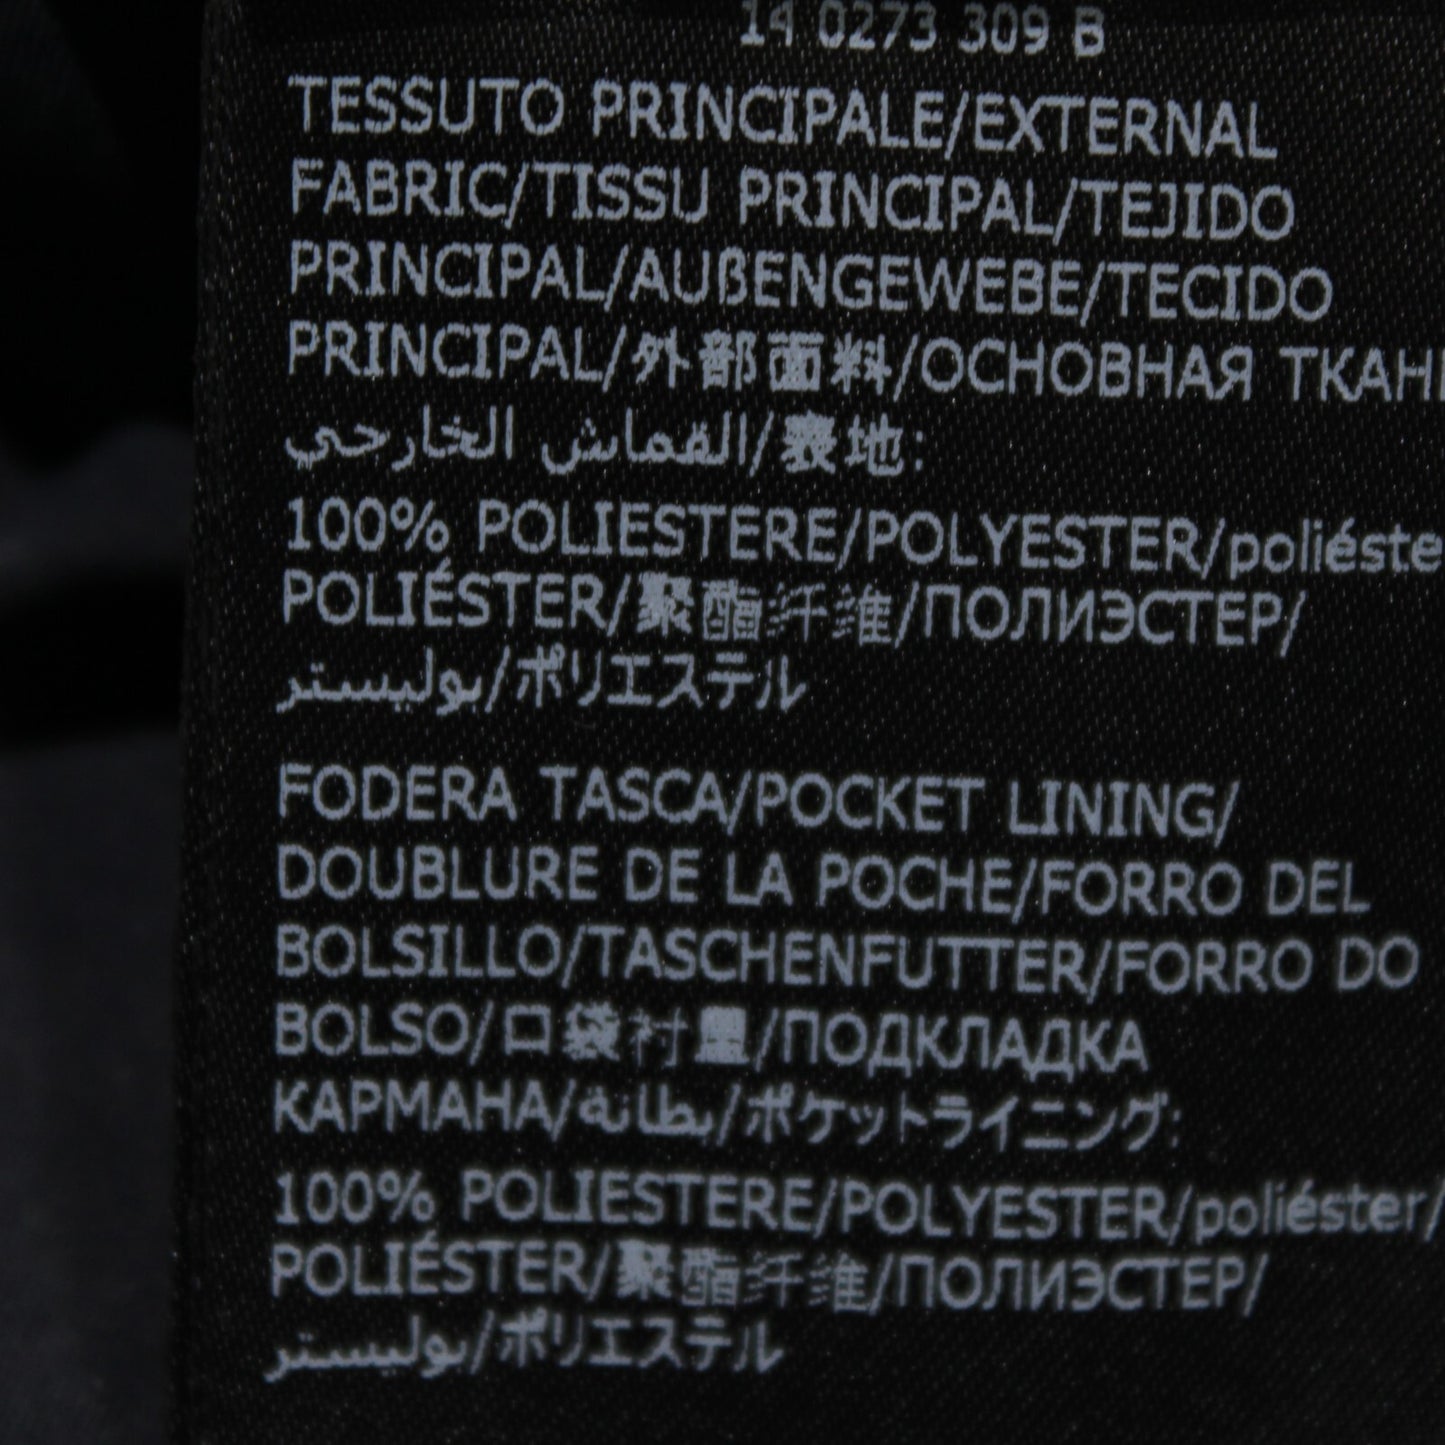 14 0273 309 B
TESSUTO PRINCIPALE/EXTERNAL
FABRIC/TISSU PRINCIPAL/TEJIDO
PRINCIPAL/AUßENGEWEBE/TECIDO
PRINCIPAL/外部面料/ОСНОВНАЯ ТКАН
القماش الخارجي/表地:
100% POLIESTERE/POLYESTER/polieste
POLIÉSTER/聚酯纤维/ПОЛИЭСТЕР/
بوليستر/ポリエステル
FODERA TASCA/POCKET LINING/
DOUBLURE DE LA POCHE/FORRO DEL
BOLSILLO/TASCHENFUTTER/FORRO DO
BOLSO/口袋衬里/ПОДКЛАДКА
КАРМАНА/بطانة/ポケットライニング:
100% POLIESTERE/POLYESTER/poliéster/
POLIÉSTER/聚酯纤维/ПОЛИЭСТЕР/
بوليستر/ポリエステル